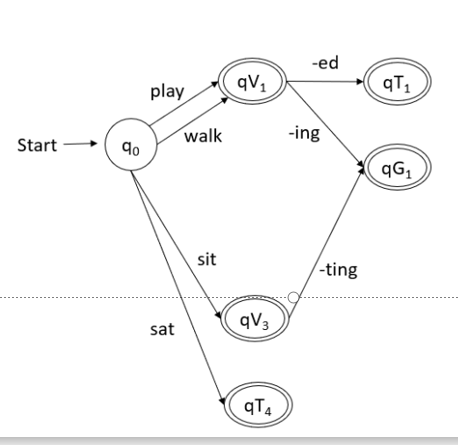 -ed
qV₁
qT₁
play
walk
-ing
Start
q₀
qG₁
sit
-ting
qV₃
sat
qT₄